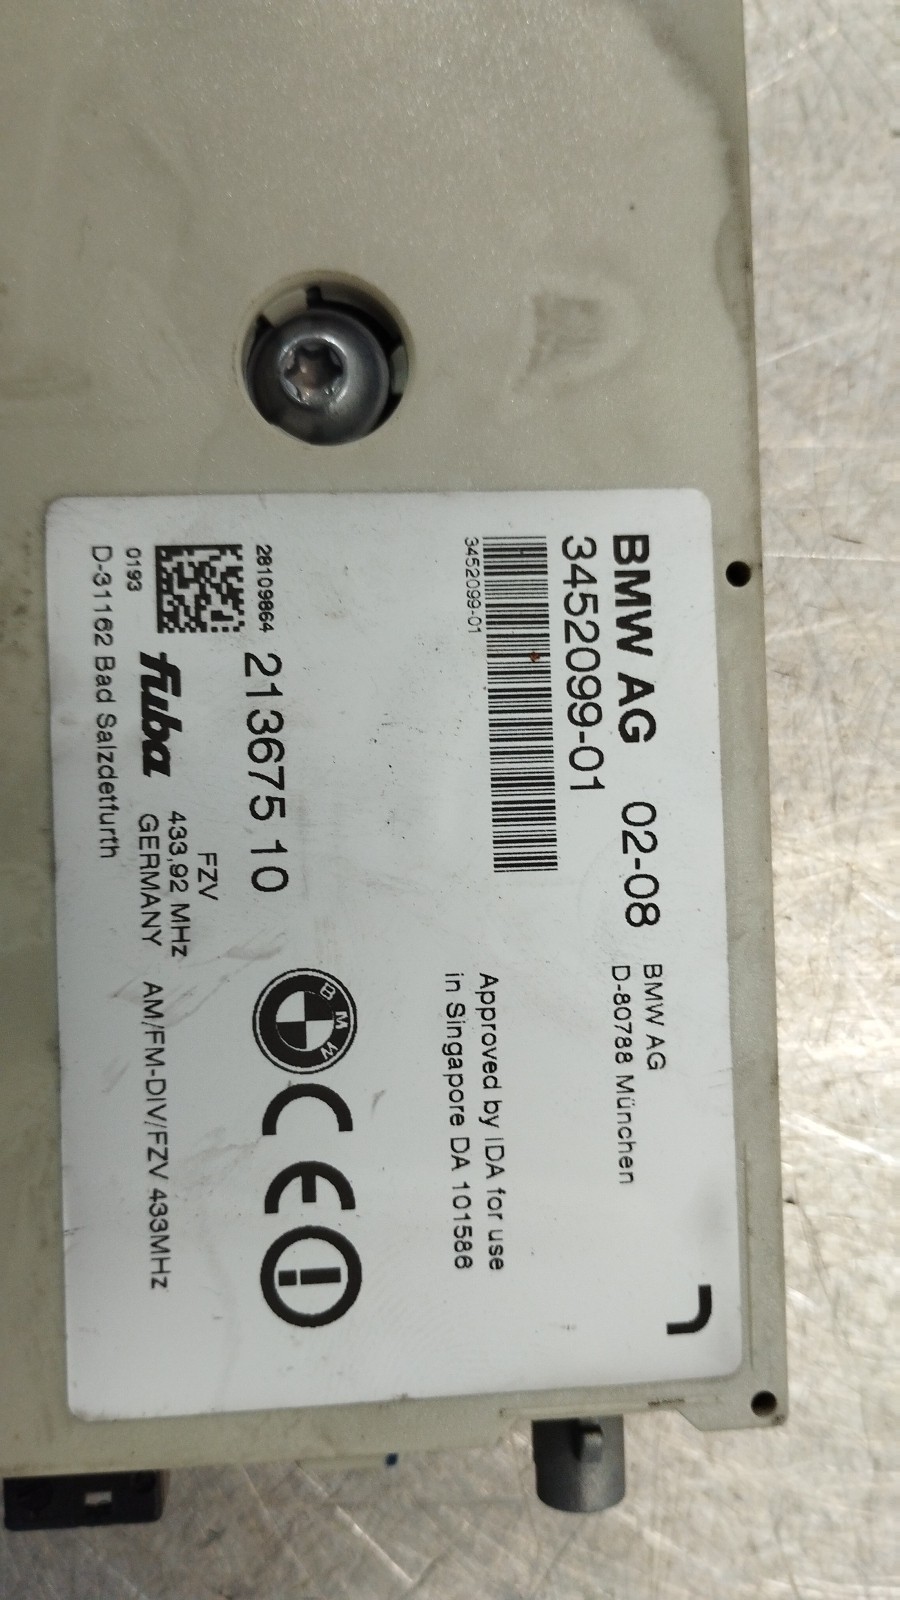 BMW AG 02-08
3452099-01
3452099-01
BMW AG
D-80788 München
Approved by IDA for use
in Singapore DA 101586
28109864
213675 10
BMW
CE
0193
fuba
FZV
433,92 MHz
GERMANY
AM/FM-DIV/FZV 433MHz
D-31162 Bad Salzdetfurth